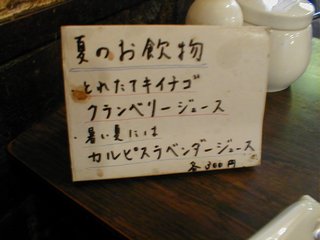 夏のお飲物
・とれたてキイナゴ
クランベリージュース
・暑い夏には
カルピスラベンダージュース
各300円